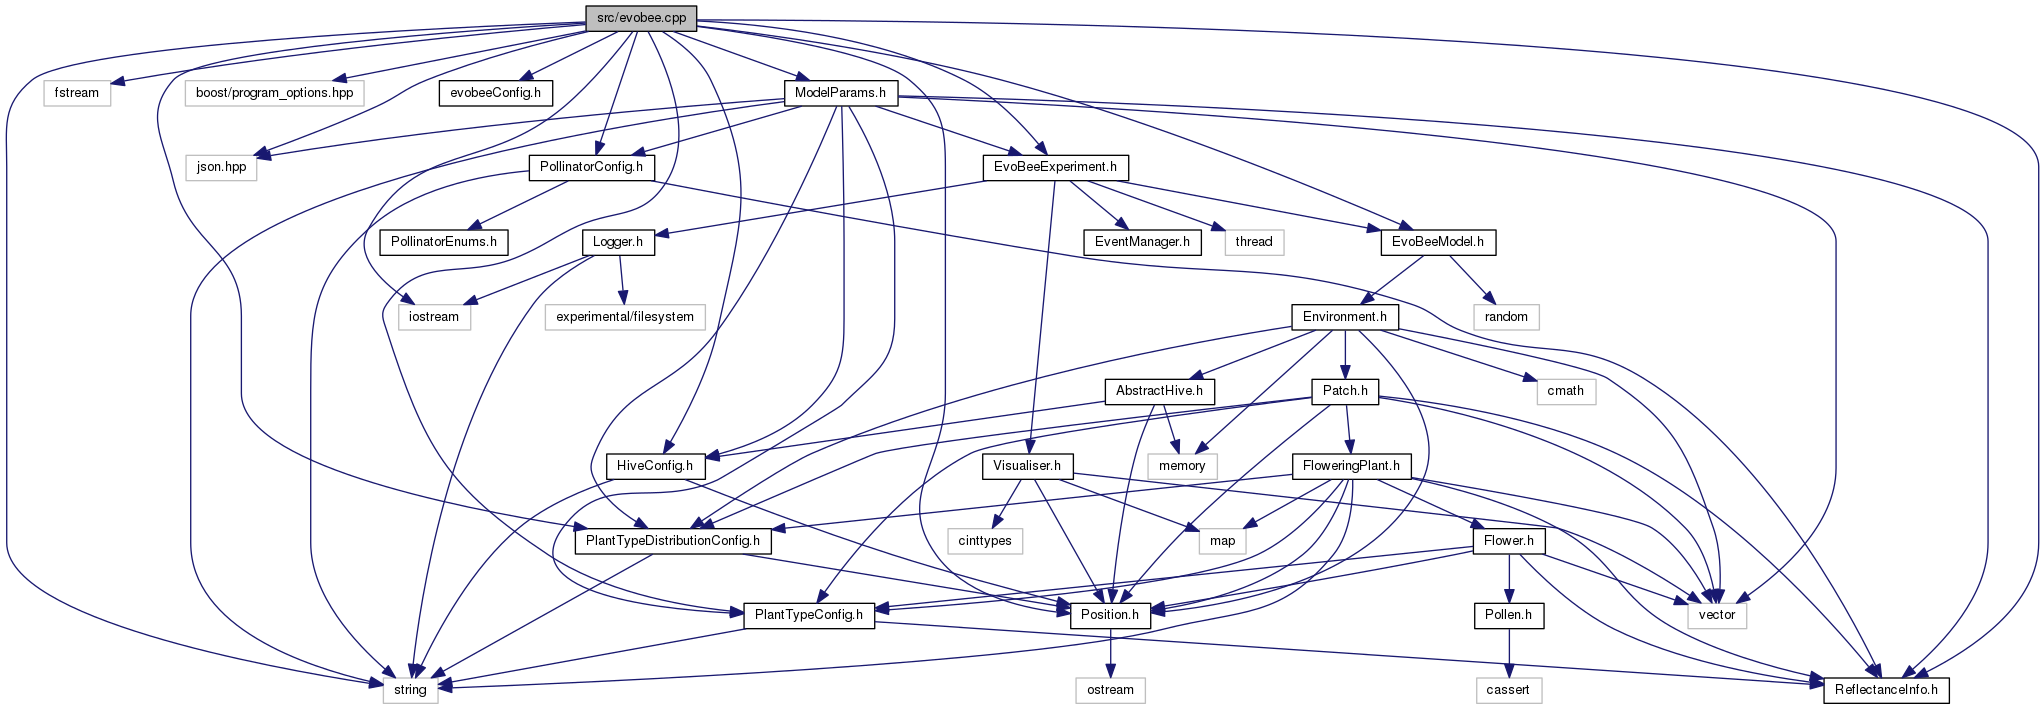 src/evobee.cpp
fstream
boost/program_options.hpp
evobeeConfig.h
ModelParams.h
json.hpp
PollinatorConfig.h
EvoBeeExperiment.h
PollinatorEnums.h
Logger.h
EventManager.h
thread
EvoBeeModel.h
iostream
experimental/filesystem
Environment.h
random
AbstractHive.h
Patch.h
cmath
HiveConfig.h
Visualiser.h
memory
FloweringPlant.h
PlantTypeDistributionConfig.h
cinttypes
map
Flower.h
PlantTypeConfig.h
Position.h
Pollen.h
vector
string
ostream
cassert
ReflectanceInfo.h